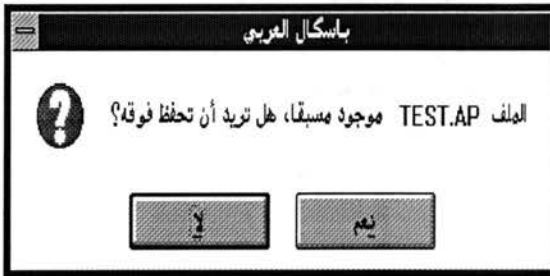 باسكال العربي
الملف TEST.AP موجود مسبقا، هل تريد أن تحفظ فوقه؟
نعم
لا